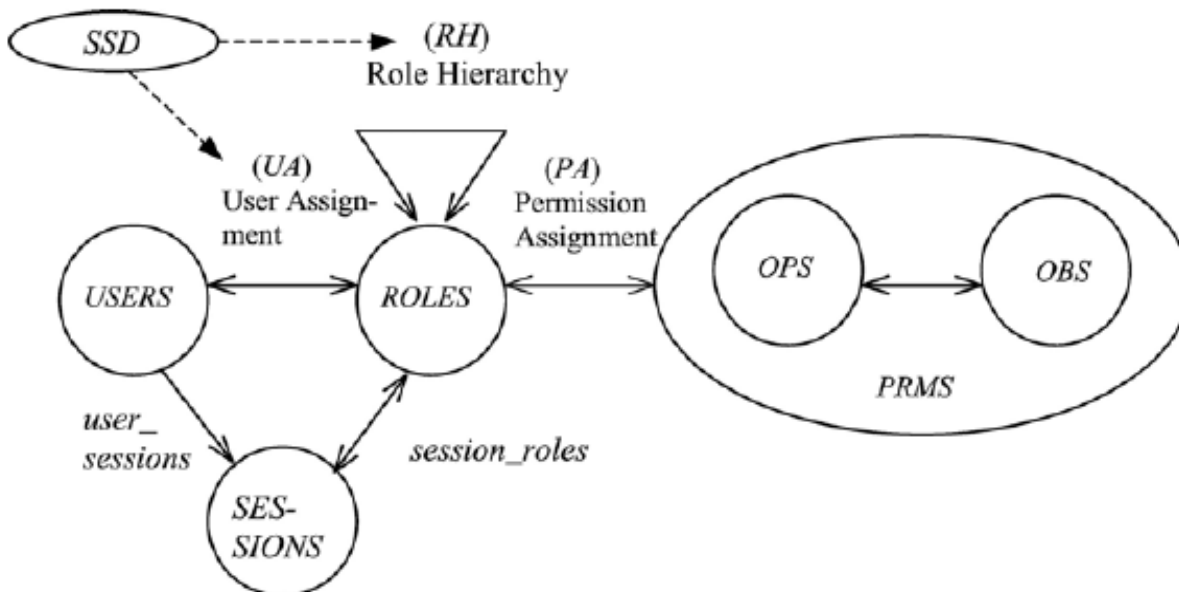 SSD
(RH)
Role Hierarchy
(UA)
User Assign-
ment
(PA)
Permission
Assignment
USERS
ROLES
OPS
OBS
PRMS
user_
sessions
session_roles
SES-
SIONS